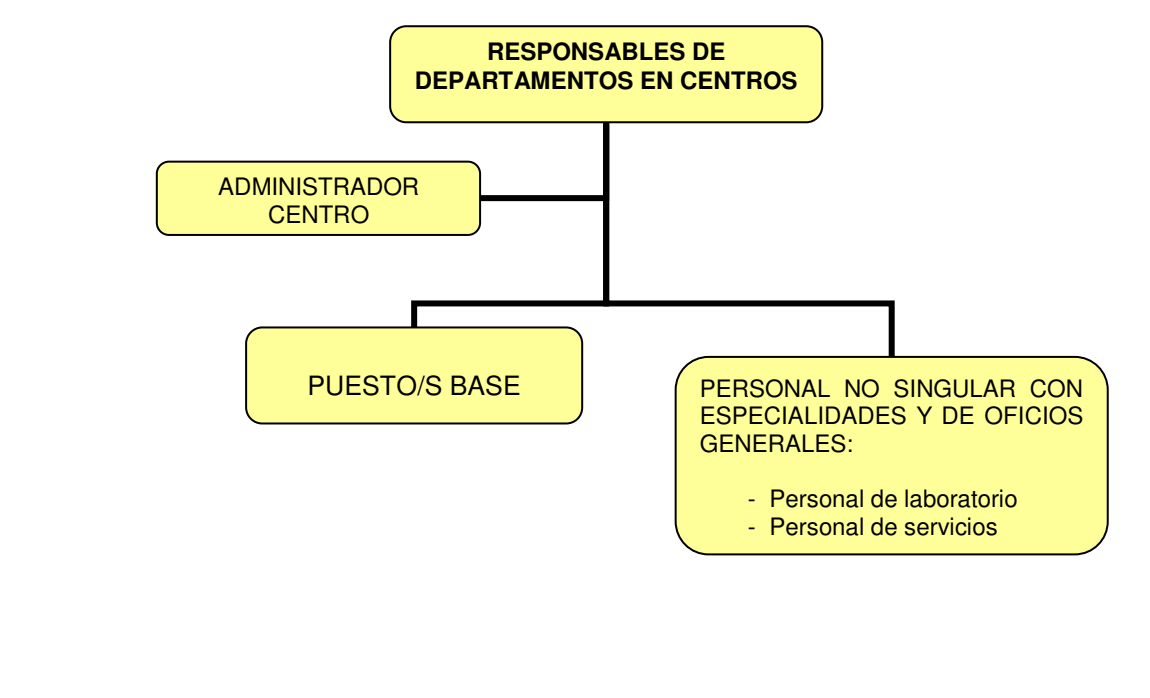 RESPONSABLES DE
DEPARTAMENTOS EN CENTROS
ADMINISTRADOR
CENTRO
PUESTO/S BASE
PERSONAL NO SINGULAR CON
ESPECIALIDADES Y DE OFICIOS
GENERALES:
- Personal de laboratorio
- Personal de servicios